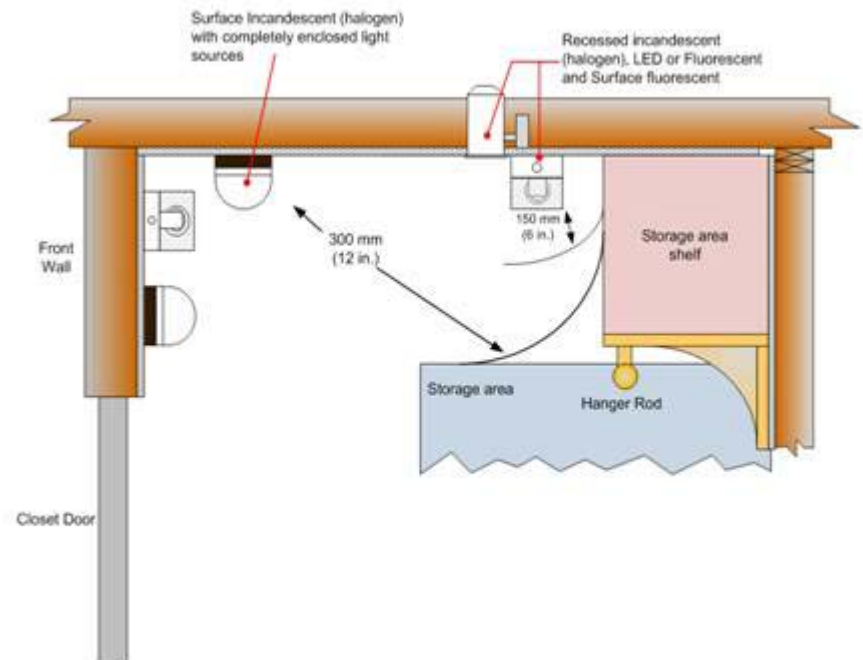 Surface Incandescent (halogen)
with completely enclosed light
sources
Recessed incandescent
(halogen), LED or Fluorescent
and Surface fluorescent
Front
Wall
300 mm
(12 in.)
150 mm
(6 in.)
Storage area
shelf
Storage area
Hanger Rod
Closet Door